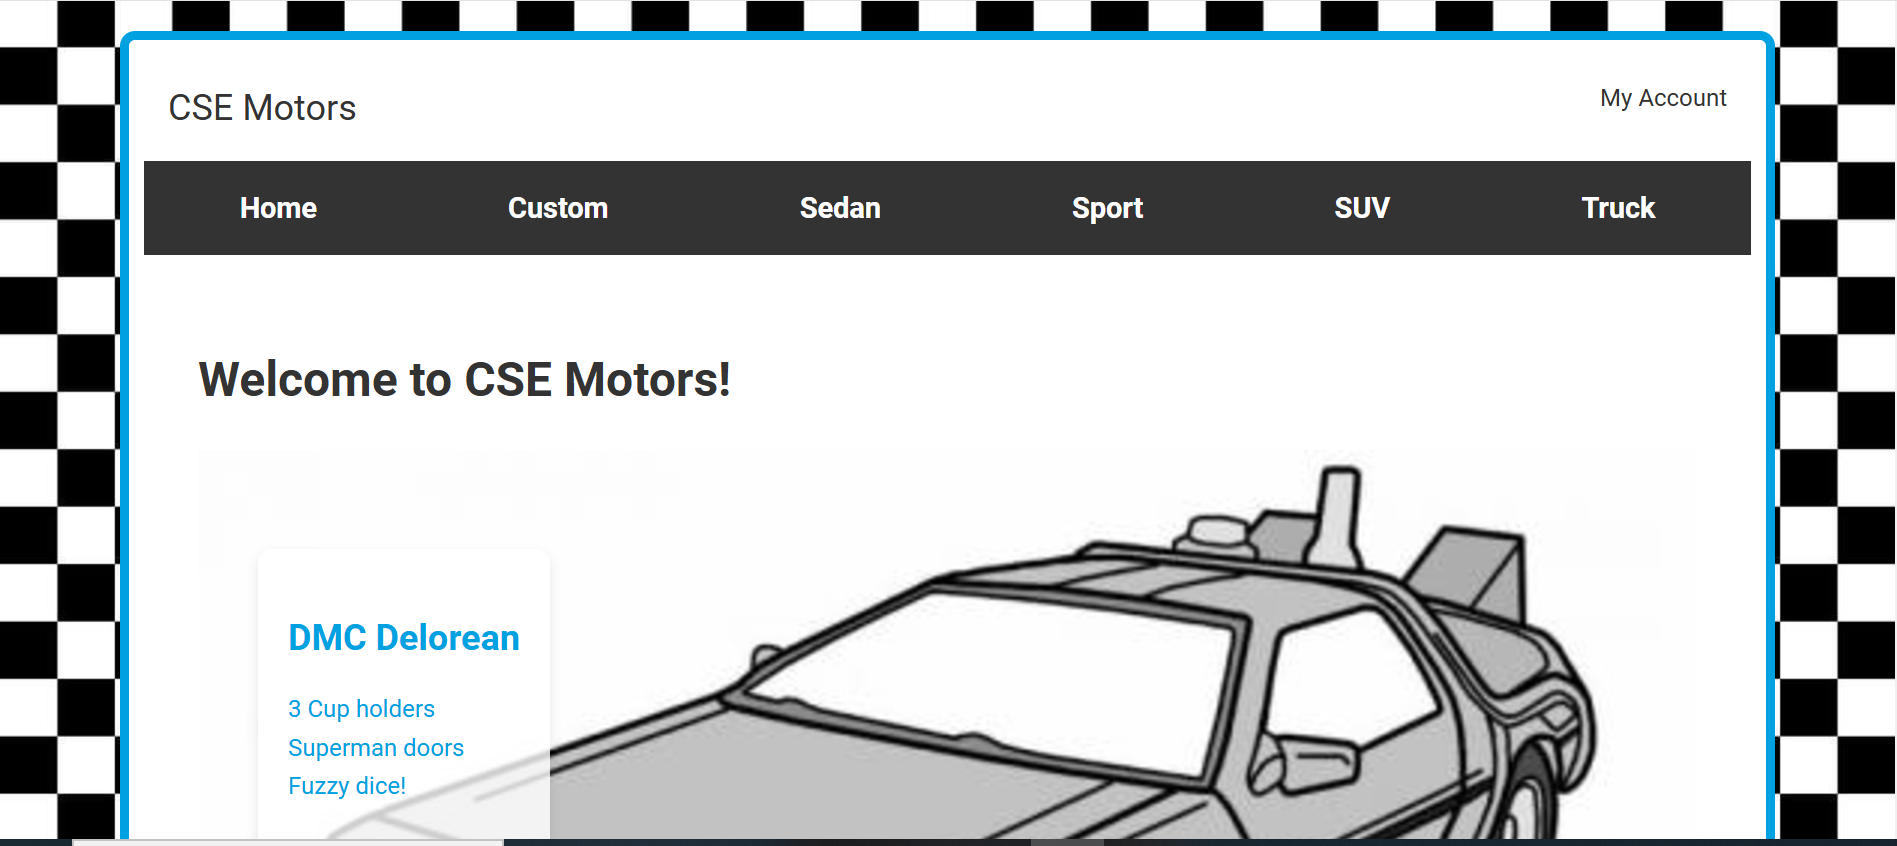 CSE Motors
My Account
Home Custom Sedan Sport SUV Truck
Welcome to CSE Motors!
DMC Delorean
3 Cup holders
Superman doors
Fuzzy dice!